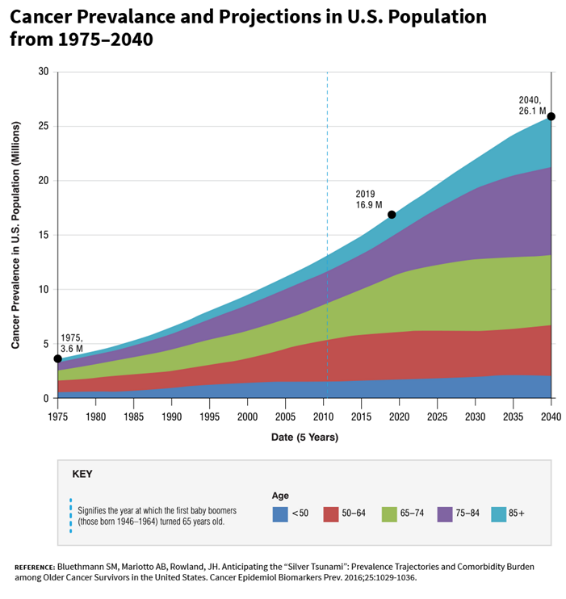 Cancer Prevalance and Projections in U.S. Population
from 1975–2040
Cancer Prevalence in U.S. Population (Millions)
30
25
20
15
10
5
0
1975,
3.6 M
2019
16.9 M
2040,
26.1 M
1975
1980
1985
1990
1995
2000
2005
2010
2015
2020
2025
2030
2035
2040
Date (5 Years)
KEY
Signifies the year at which the first baby boomers
(those born 1946–1964) turned 65 years old.
Age
<50
50–64
65–74
75–84
85+
REFERENCE: Bluethmann SM, Mariotto AB, Rowland, JH. Anticipating the “Silver Tsunami”: Prevalence Trajectories and Comorbidity Burden
among Older Cancer Survivors in the United States. Cancer Epidemiol Biomarkers Prev. 2016;25:1029-1036.